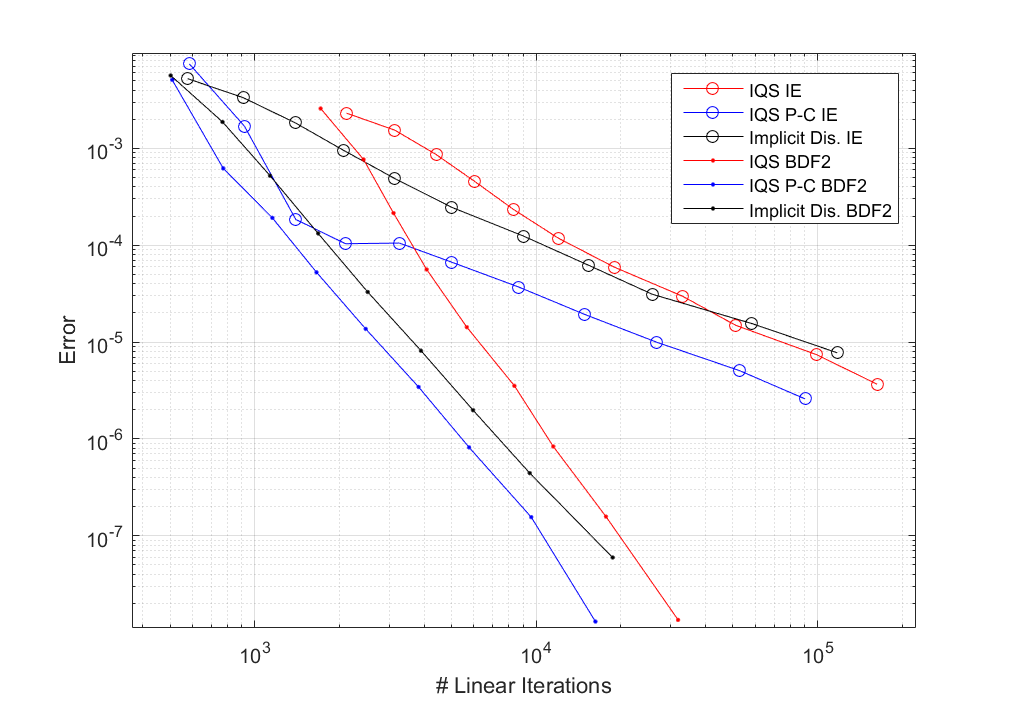 IQS IE
IQS P-C IE
Implicit Dis. IE
IQS BDF2
IQS P-C BDF2
Implicit Dis. BDF2
10^-3
10^-4
10^-5
10^-6
10^-7
Error
10^3 10^4 10^5
# Linear Iterations